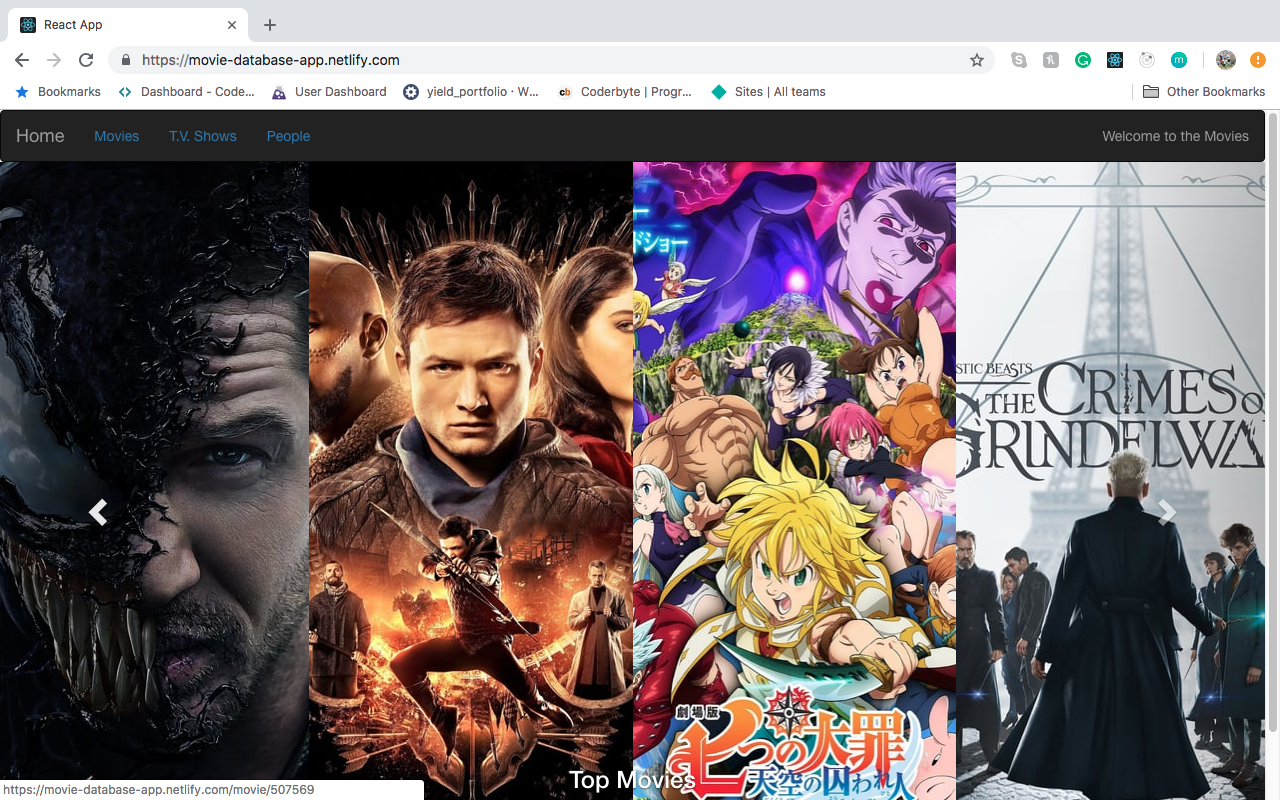 React App
https://movie-database-app.netlify.com
Bookmarks
Dashboard - Code...
User Dashboard
yield_portfolio · W...
Coderbyte | Progr...
Sites | All teams
Other Bookmarks
Home
Movies
T.V. Shows
People
Welcome to the Movies
ドショー
STIC BEASTS
THE CRIMES O
GRINDELWA
劇場版
七つの大罪
天空の囚われ人
Top Movies
https://movie-database-app.netlify.com/movie/507569